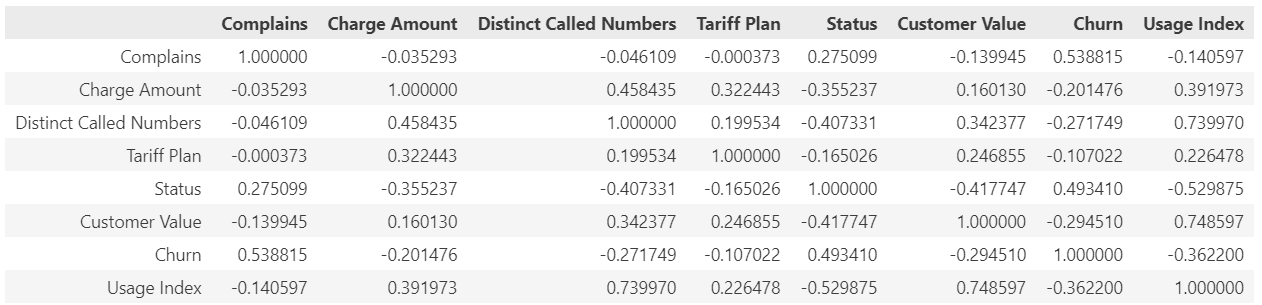 Complains Charge Amount Distinct Called Numbers Tariff Plan Status Customer Value Churn Usage Index
Complains 1.000000 -0.035293 -0.046109 -0.000373 0.275099 -0.139945 0.538815 -0.140597
Charge Amount -0.035293 1.000000 0.458435 0.322443 -0.355237 0.160130 -0.201476 0.391973
Distinct Called Numbers -0.046109 0.458435 1.000000 0.199534 -0.407331 0.342377 -0.271749 0.739970
Tariff Plan -0.000373 0.322443 0.199534 1.000000 -0.165026 0.246855 -0.107022 0.226478
Status 0.275099 -0.355237 -0.407331 -0.165026 1.000000 -0.417747 0.493410 -0.529875
Customer Value -0.139945 0.160130 0.342377 0.246855 -0.417747 1.000000 -0.294510 0.748597
Churn 0.538815 -0.201476 -0.271749 -0.107022 0.493410 -0.294510 1.000000 -0.362200
Usage Index -0.140597 0.391973 0.739970 0.226478 -0.529875 0.748597 -0.362200 1.000000